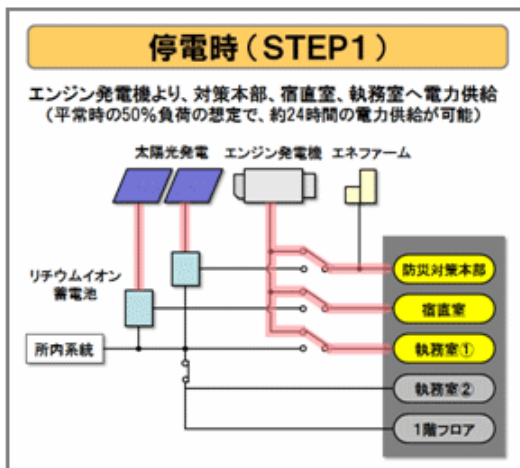 停電時(STEP1)
エンジン発電機より、対策本部、宿直室、執務室へ電力供給
(平常時の50%負荷の想定で、約24時間の電力供給が可能)
太陽光発電 エンジン発電機 エネファーム
防災対策本部
リチウムイオン
蓄電池
宿直室
所内系統
執務室①
執務室②
1階フロア